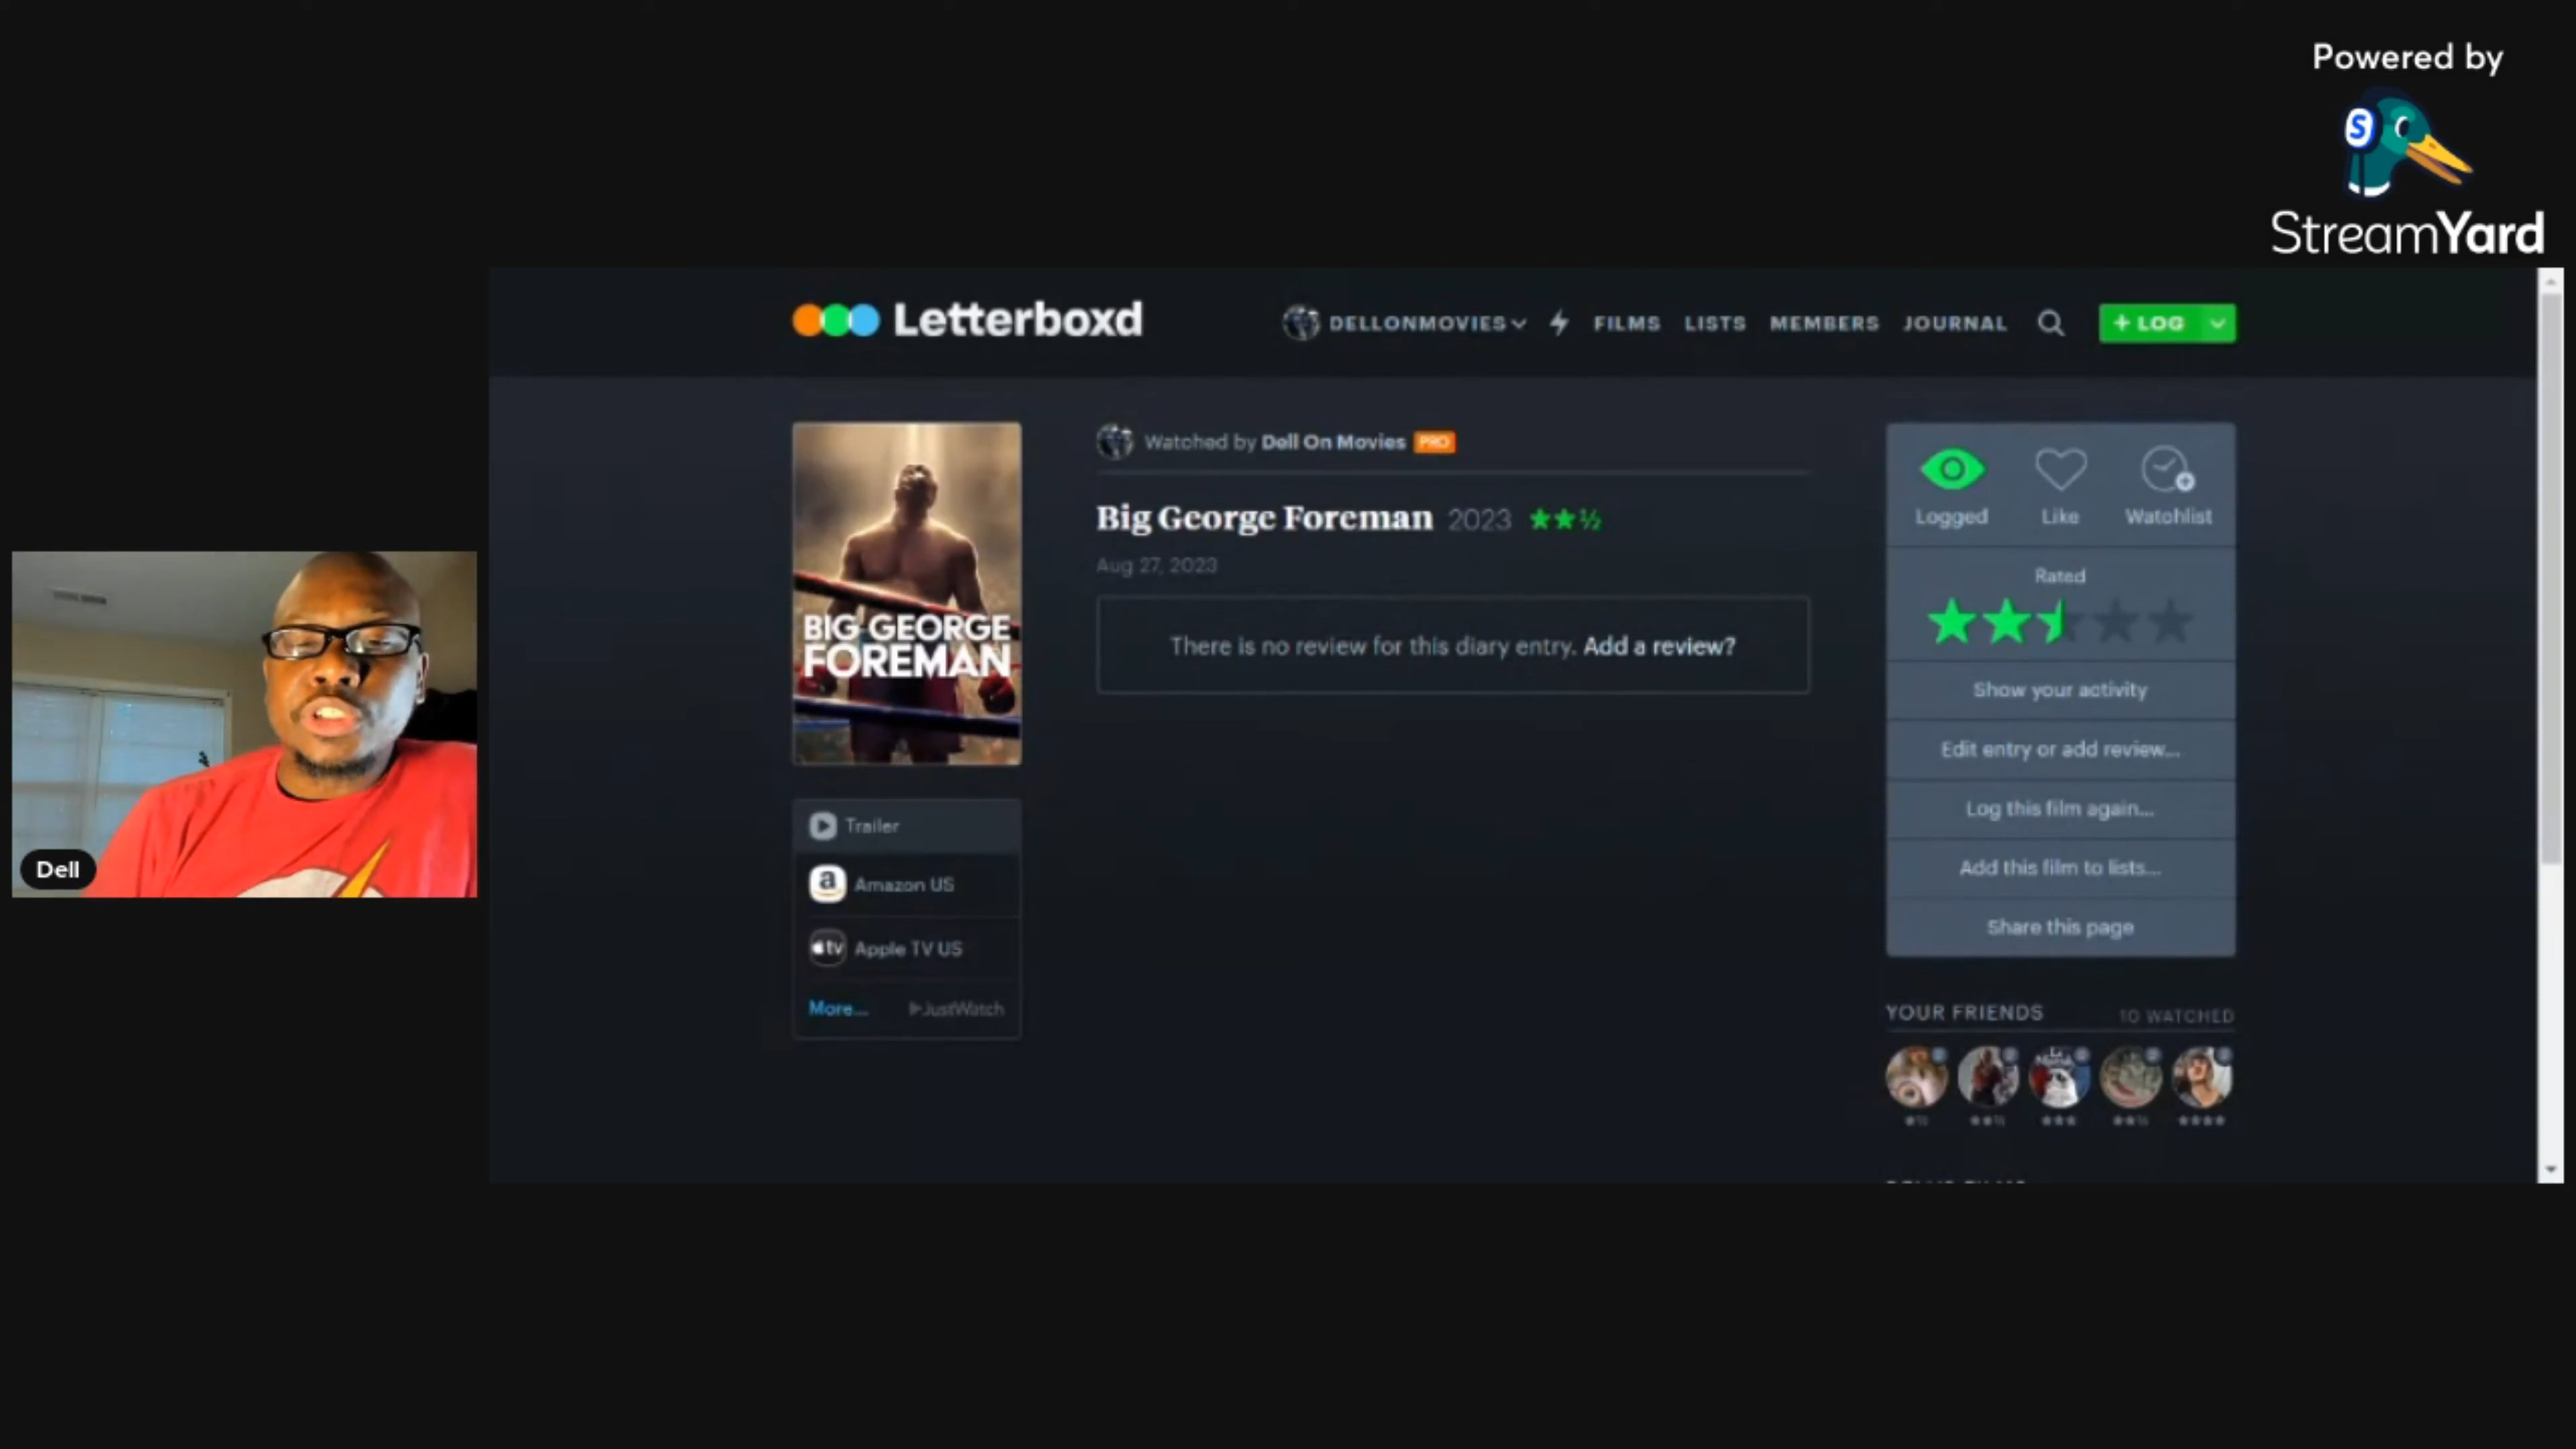 Powered by
StreamYard
Letterboxd
DELLONMOVIES
FILMS
LISTS
MEMBERS
JOURNAL
+ LOG
Watched by Dell On Movies PRO
Big George Foreman 2023 ★★½
Aug 27, 2023
There is no review for this diary entry. Add a review?
BIG GEORGE
FOREMAN
Trailer
Amazon US
tv Apple TV US
More...
JustWatch
Logged
Like
Watchlist
Rated
Show your activity
Edit entry or add review...
Log this film again...
Add this film to lists...
Share this page
YOUR FRIENDS
10 WATCHED
Dell